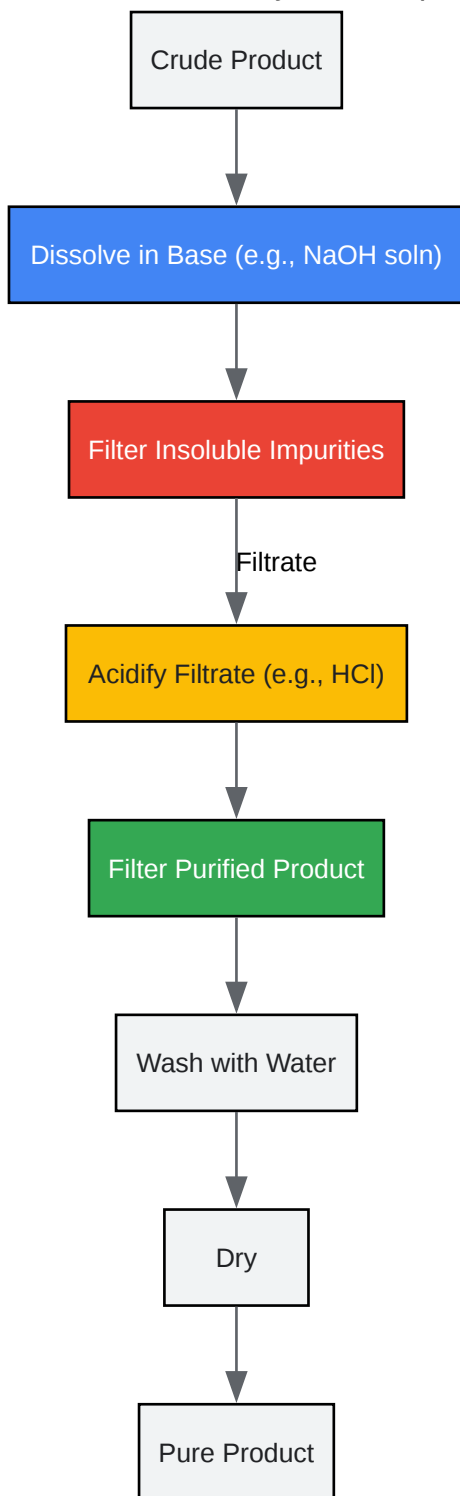 Crude Product
Dissolve in Base (e.g., NaOH soln)
Filter Insoluble Impurities
Filtrate
Acidify Filtrate (e.g., HCl)
Filter Purified Product
Wash with Water
Dry
Pure Product